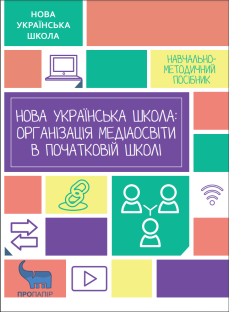 НОВА
УКРАЇНСЬКА
ШКОЛА
НАВЧАЛЬНО-
МЕТОДИЧНИЙ
ПОСІБНИК
НОВА УКРАЇНСЬКА ШКОЛА:
ОРГАНІЗАЦІЯ МЕДІАОСВІТИ
В ПОЧАТКОВІЙ ШКОЛІ
ПРОПАПІР